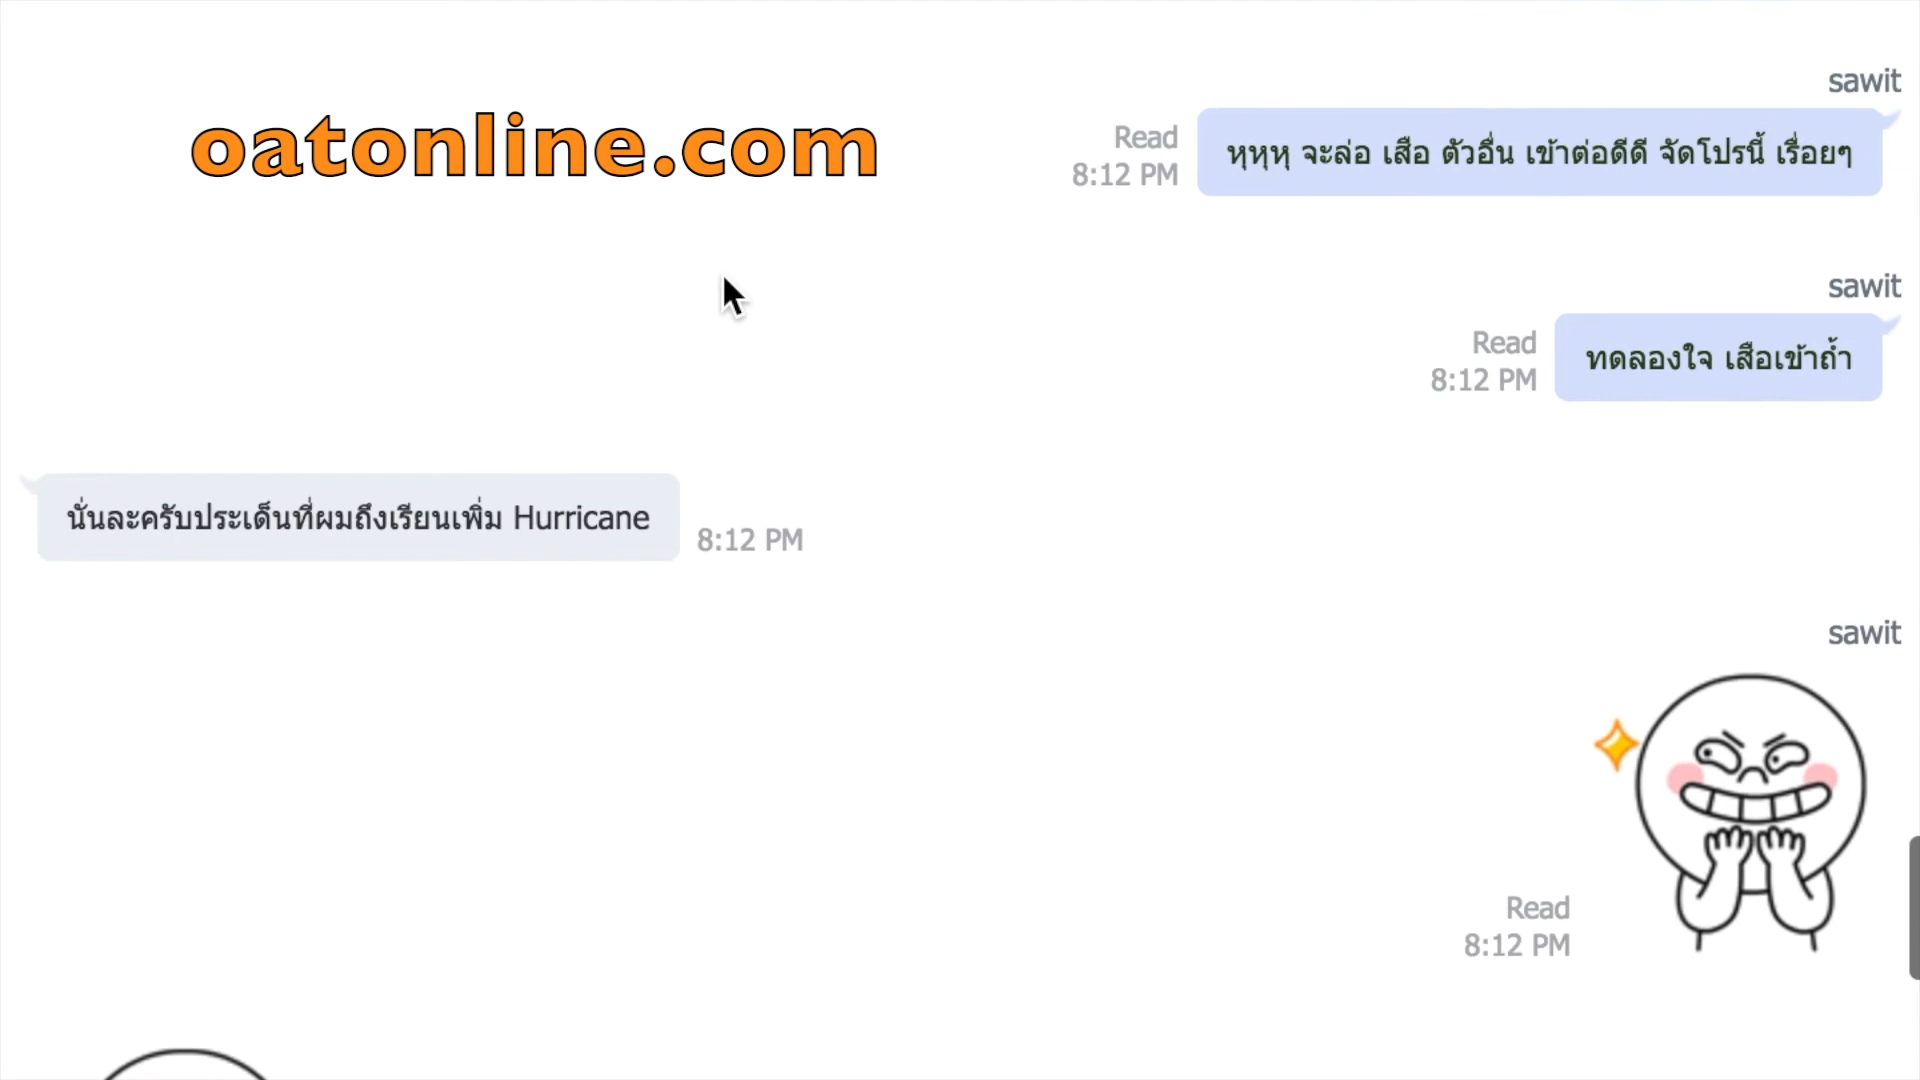 sawit
oatonline.com
Read
8:12 PM
หุหุหุ จะล่อ เสือ ตัวอื่น เข้าต่อดีดี จัดโปรนี้ เรื่อยๆ
sawit
Read
8:12 PM
ทดลองใจ เสือเข้าถ้ำ
นั่นละครับประเด็นที่ผมถึงเรียนเพิ่ม Hurricane
8:12 PM
sawit
Read
8:12 PM